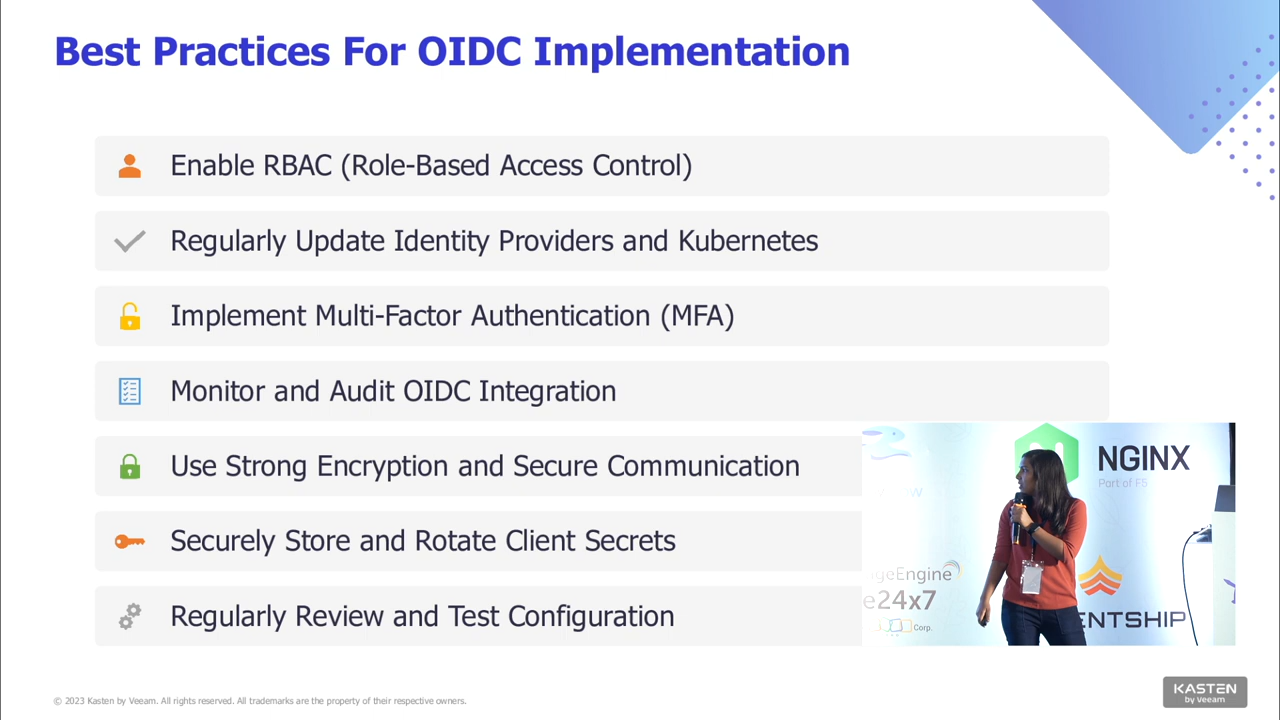 Best Practices For OIDC Implementation
Enable RBAC (Role-Based Access Control)
Regularly Update Identity Providers and Kubernetes
Implement Multi-Factor Authentication (MFA)
Monitor and Audit OIDC Integration
Use Strong Encryption and Secure Communication
Securely Store and Rotate Client Secrets
Regularly Review and Test Configuration
NGINX
Part of F5
geEngine
e24x7
Corp.
ENTSHIP
© 2023 Kasten by Veeam. All rights reserved. All trademarks are the property of their respective owners.
KASTEN
by Veeam